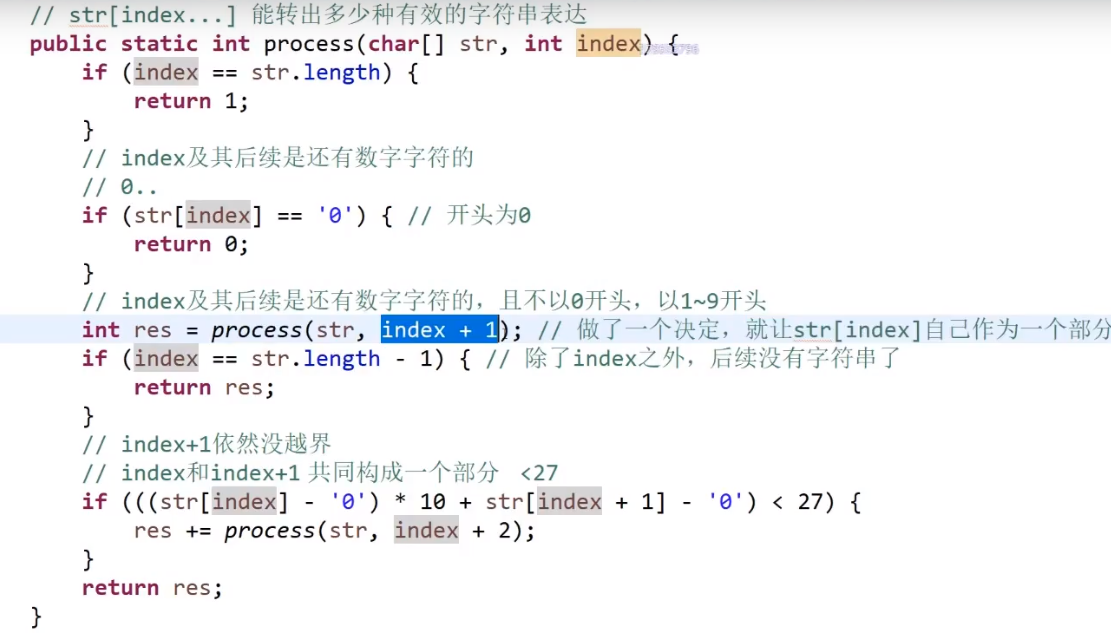 // str[index...] 能转出多少种有效的字符串表达
public static int process(char[] str, int index) {
if (index == str.length) {
return 1;
}
// index及其后续是还有数字字符的
// 0..
if (str[index] == '0') { // 开头为0
return 0;
}
// index及其后续是还有数字字符的，且不以0开头，以1~9开头
int res = process(str, index + 1); // 做了一个决定，就让str[index]自己作为一个部分
if (index == str.length - 1) { // 除了index之外，后续没有字符串了
return res;
}
// index+1依然没越界
// index和index+1 共同构成一个部分 <27
if (((str[index] - '0') * 10 + str[index + 1] - '0') < 27) {
res += process(str, index + 2);
}
return res;
}